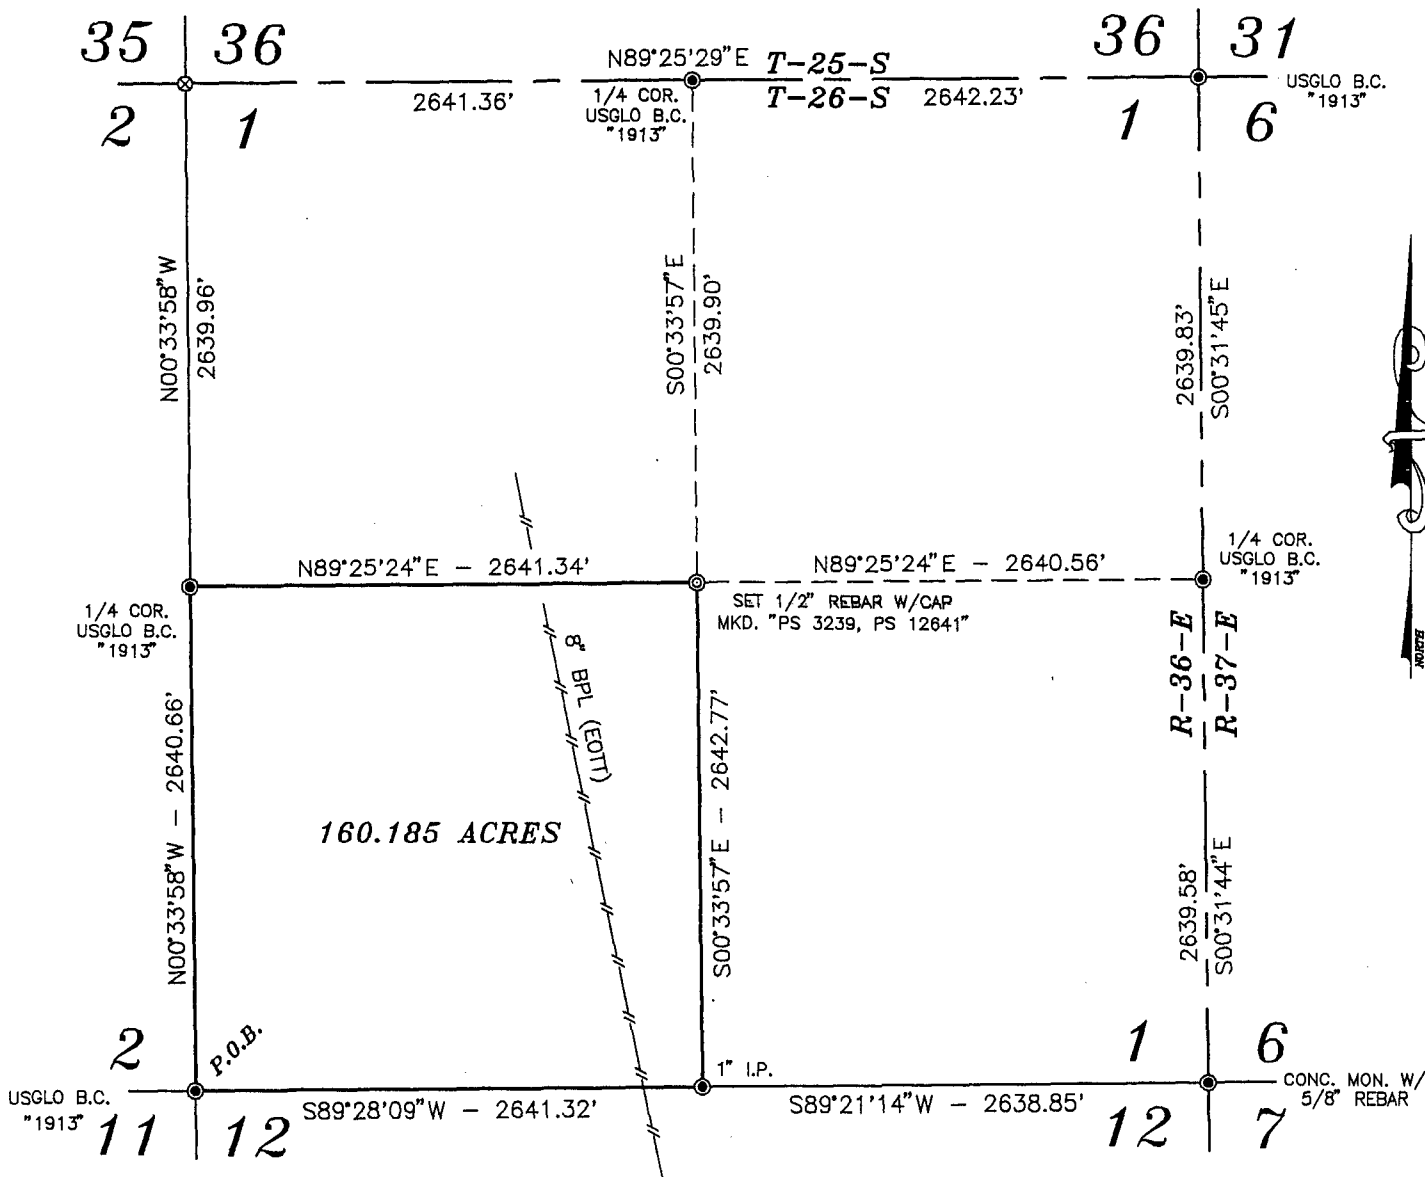 35 36
36 31
N89°25'29"E T-25-S
2641.36' T-26-S 2642.23'
1/4 COR.
USGLO B.C.
"1913"
USGLO B.C.
"1913"
2 1
1 6
N00°33'58"W
2639.96'
S00°33'57"E
2639.90'
2639.83'
S00°31'45"E
NORTH
N89°25'24"E - 2641.34'
N89°25'24"E - 2640.56'
1/4 COR.
USGLO B.C.
"1913"
1/4 COR.
USGLO B.C.
"1913"
SET 1/2" REBAR W/CAP
MKD. "PS 3239, PS 12641"
8" BPL (EOTT)
R-36-E
R-37-E
N00°33'58"W - 2640.66'
S00°33'57"E - 2642.77'
160.185 ACRES
2639.58'
S00°31'44"E
2
P.O.B.
1" I.P.
1 6
USGLO B.C.
"1913"
S89°28'09"W - 2641.32'
S89°21'14"W - 2638.85'
CONC. MON. W/
5/8" REBAR
11 12
12 7